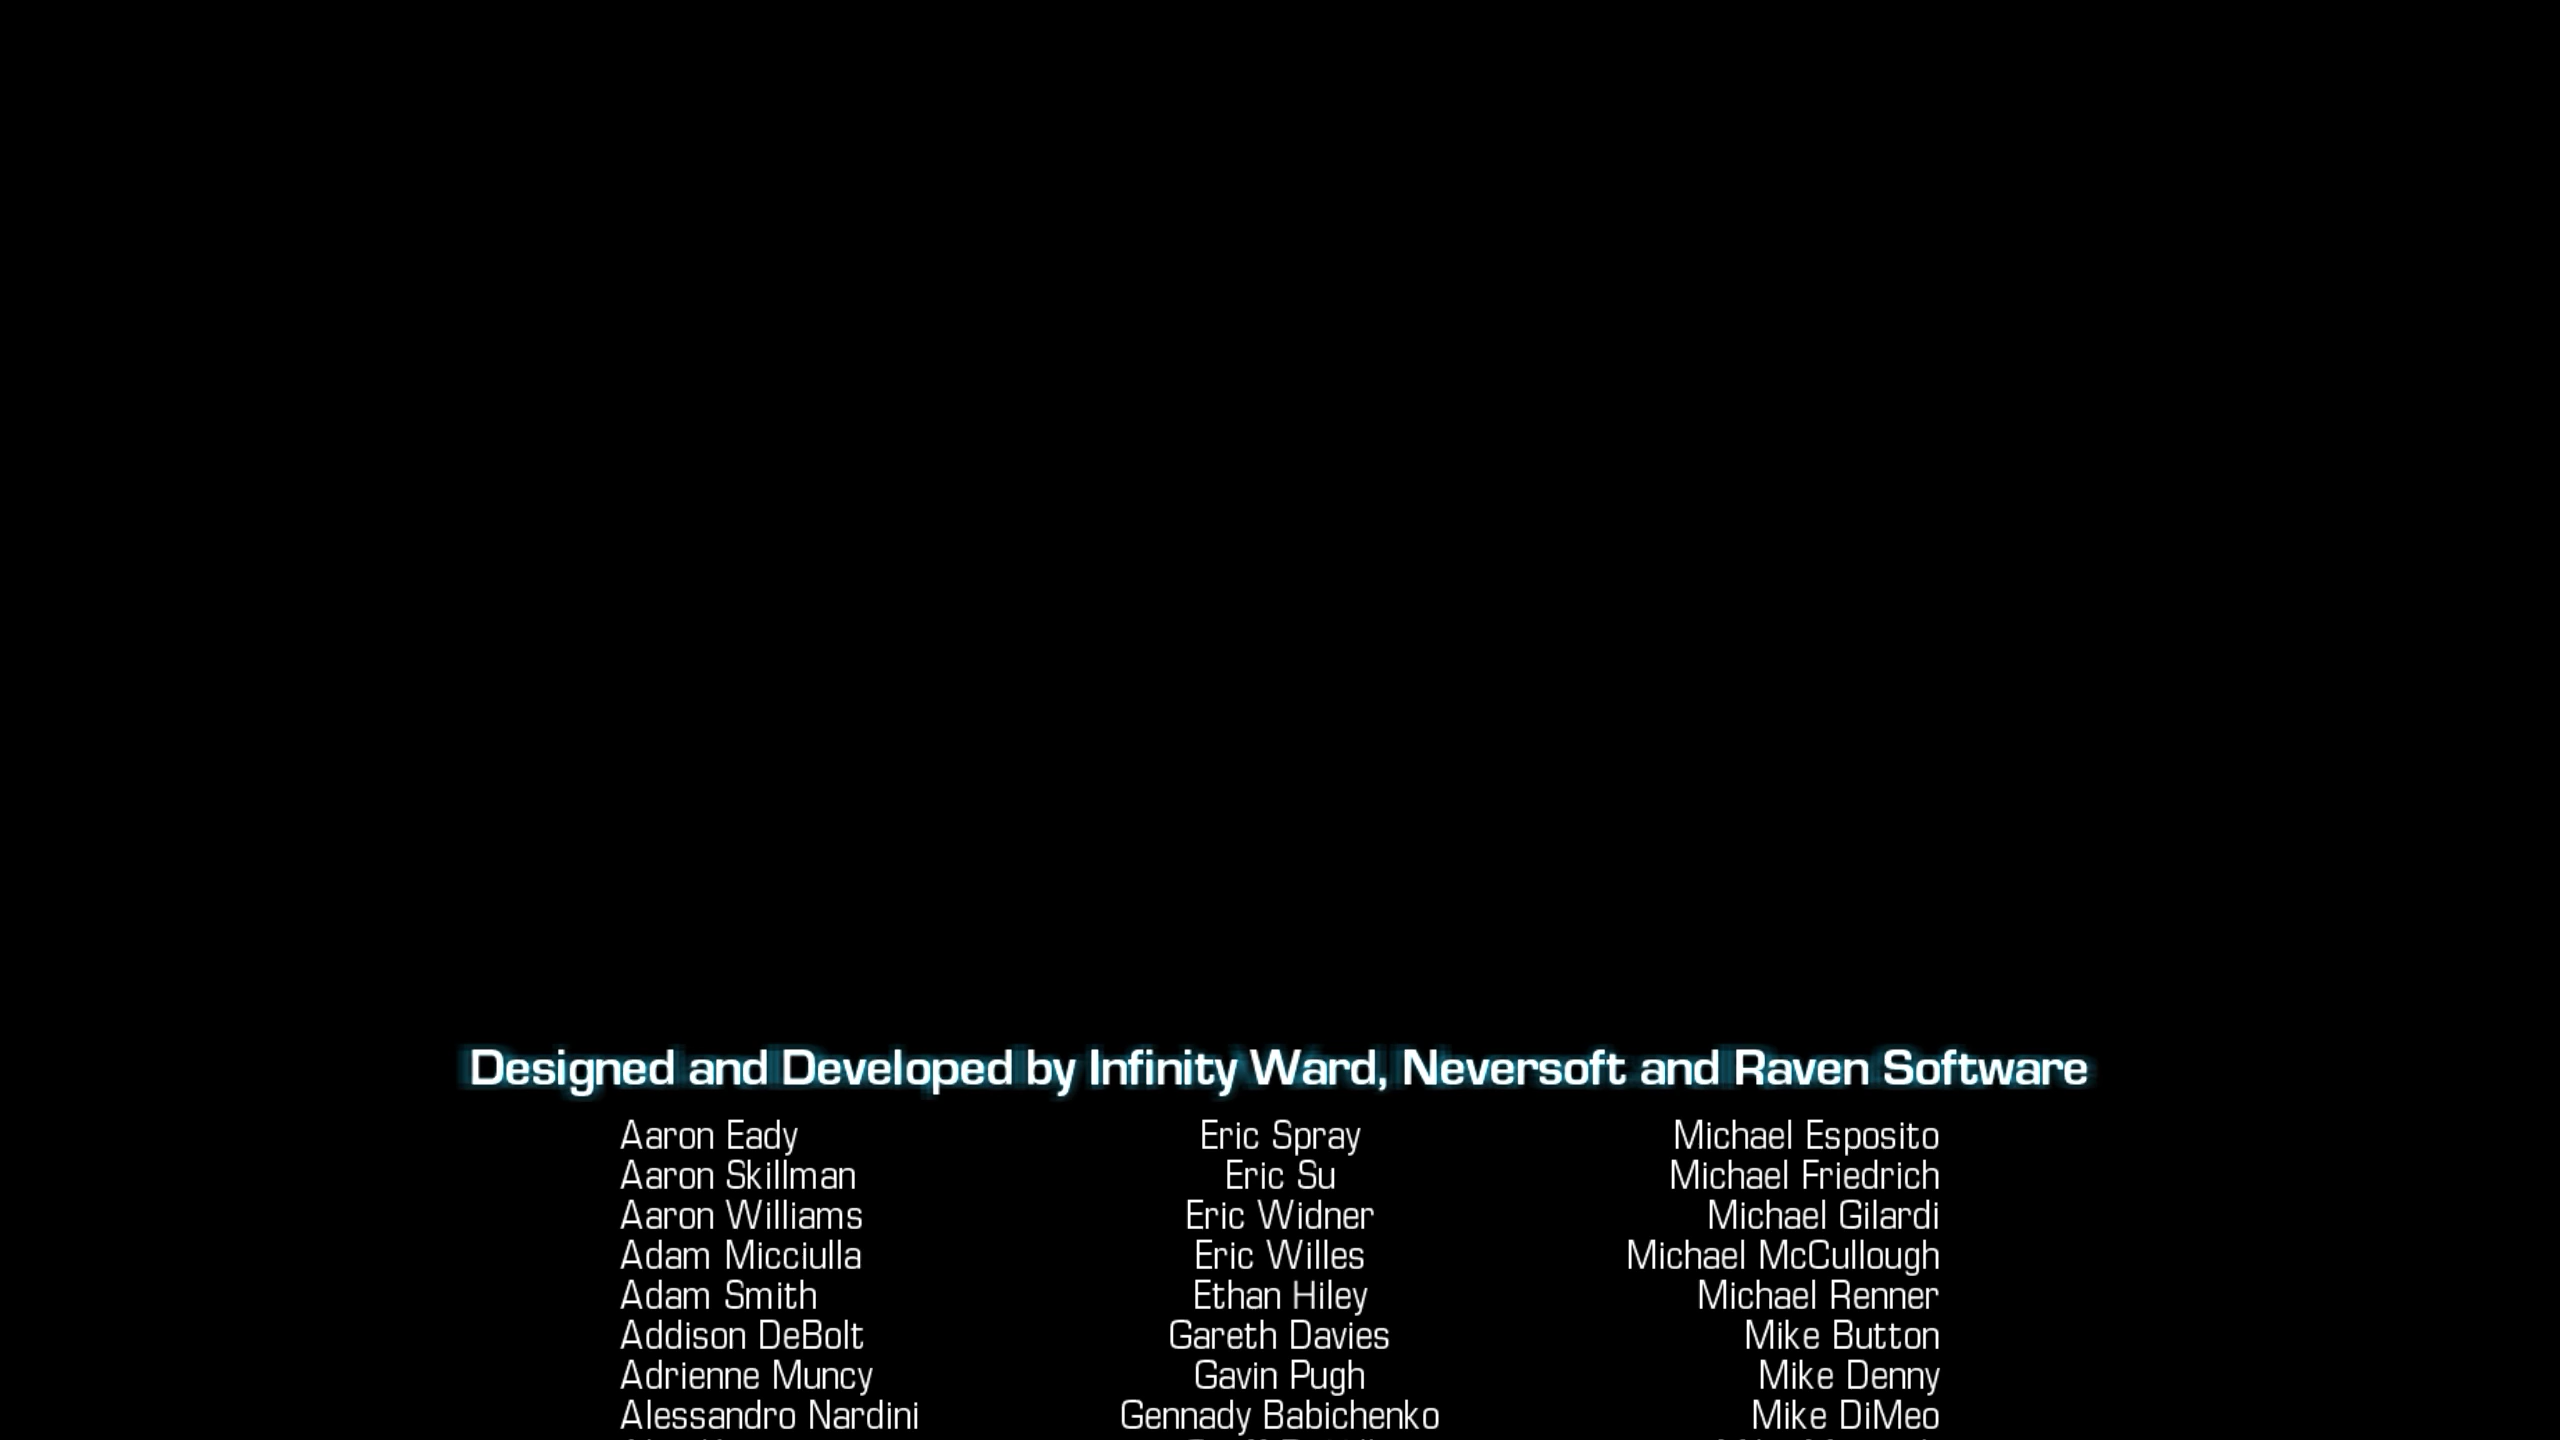 Designed and Developed by Infinity Ward, Neversoft and Raven Software
Aaron Eady Eric Spray Michael Esposito
Aaron Skillman Eric Su Michael Friedrich
Aaron Williams Eric Widner Michael Gilardi
Adam Micciulla Eric Willes Michael McCullough
Adam Smith Ethan Hiley Michael Renner
Addison DeBolt Gareth Davies Mike Button
Adrienne Muncy Gavin Pugh Mike Denny
Alessandro Nardini Gennady Babichenko Mike DiMeo